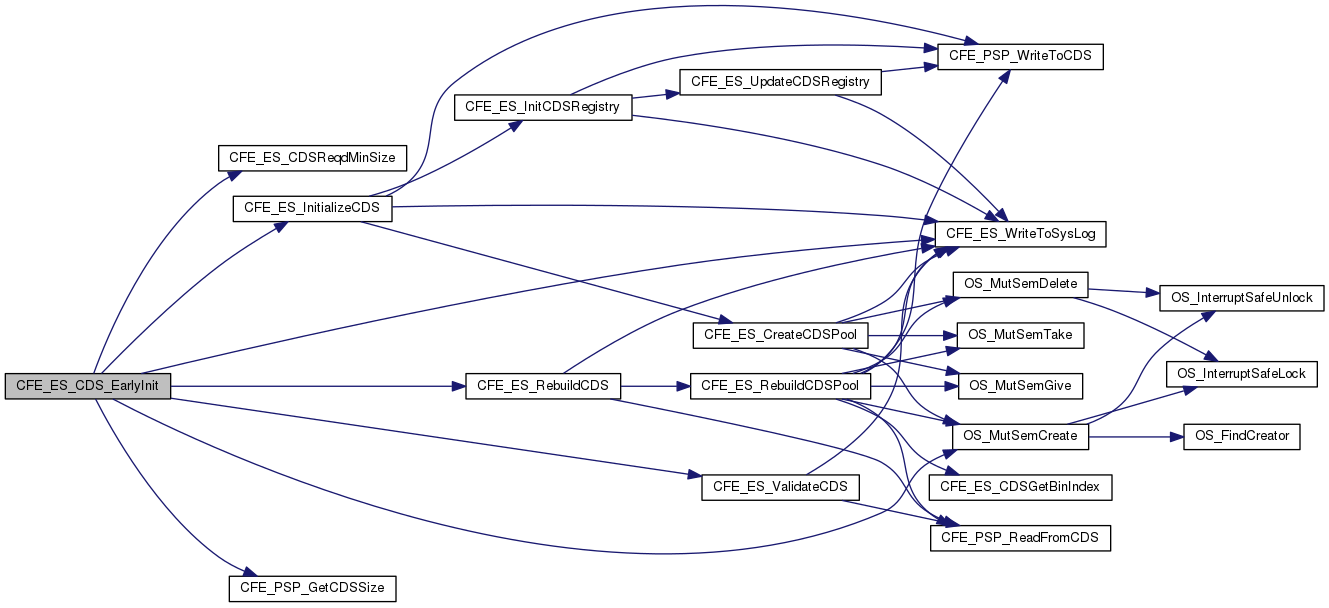 CFE_PSP_WriteToCDS
CFE_ES_UpdateCDSRegistry
CFE_ES_InitCDSRegistry
CFE_ES_CDSReqdMinSize
CFE_ES_InitializeCDS
CFE_ES_WriteToSysLog
OS_MutSemDelete
OS_InterruptSafeUnlock
CFE_ES_CreateCDSPool
OS_MutSemTake
OS_InterruptSafeLock
CFE_ES_CDS_EarlyInit
CFE_ES_RebuildCDS
CFE_ES_RebuildCDSPool
OS_MutSemGive
OS_MutSemCreate
OS_FindCreator
CFE_ES_ValidateCDS
CFE_ES_CDSGetBinIndex
CFE_PSP_ReadFromCDS
CFE_PSP_GetCDSSize